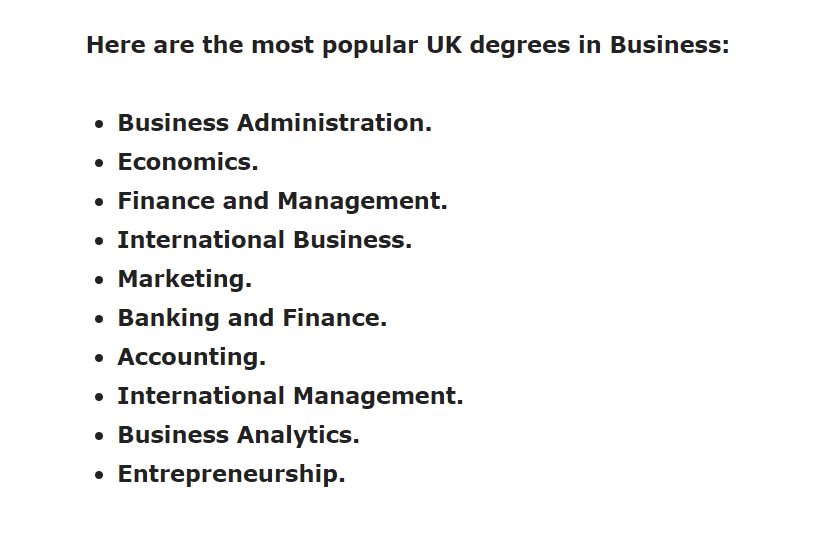 Here are the most popular UK degrees in Business:
• Business Administration.
• Economics.
• Finance and Management.
• International Business.
• Marketing.
• Banking and Finance.
• Accounting.
• International Management.
• Business Analytics.
• Entrepreneurship.